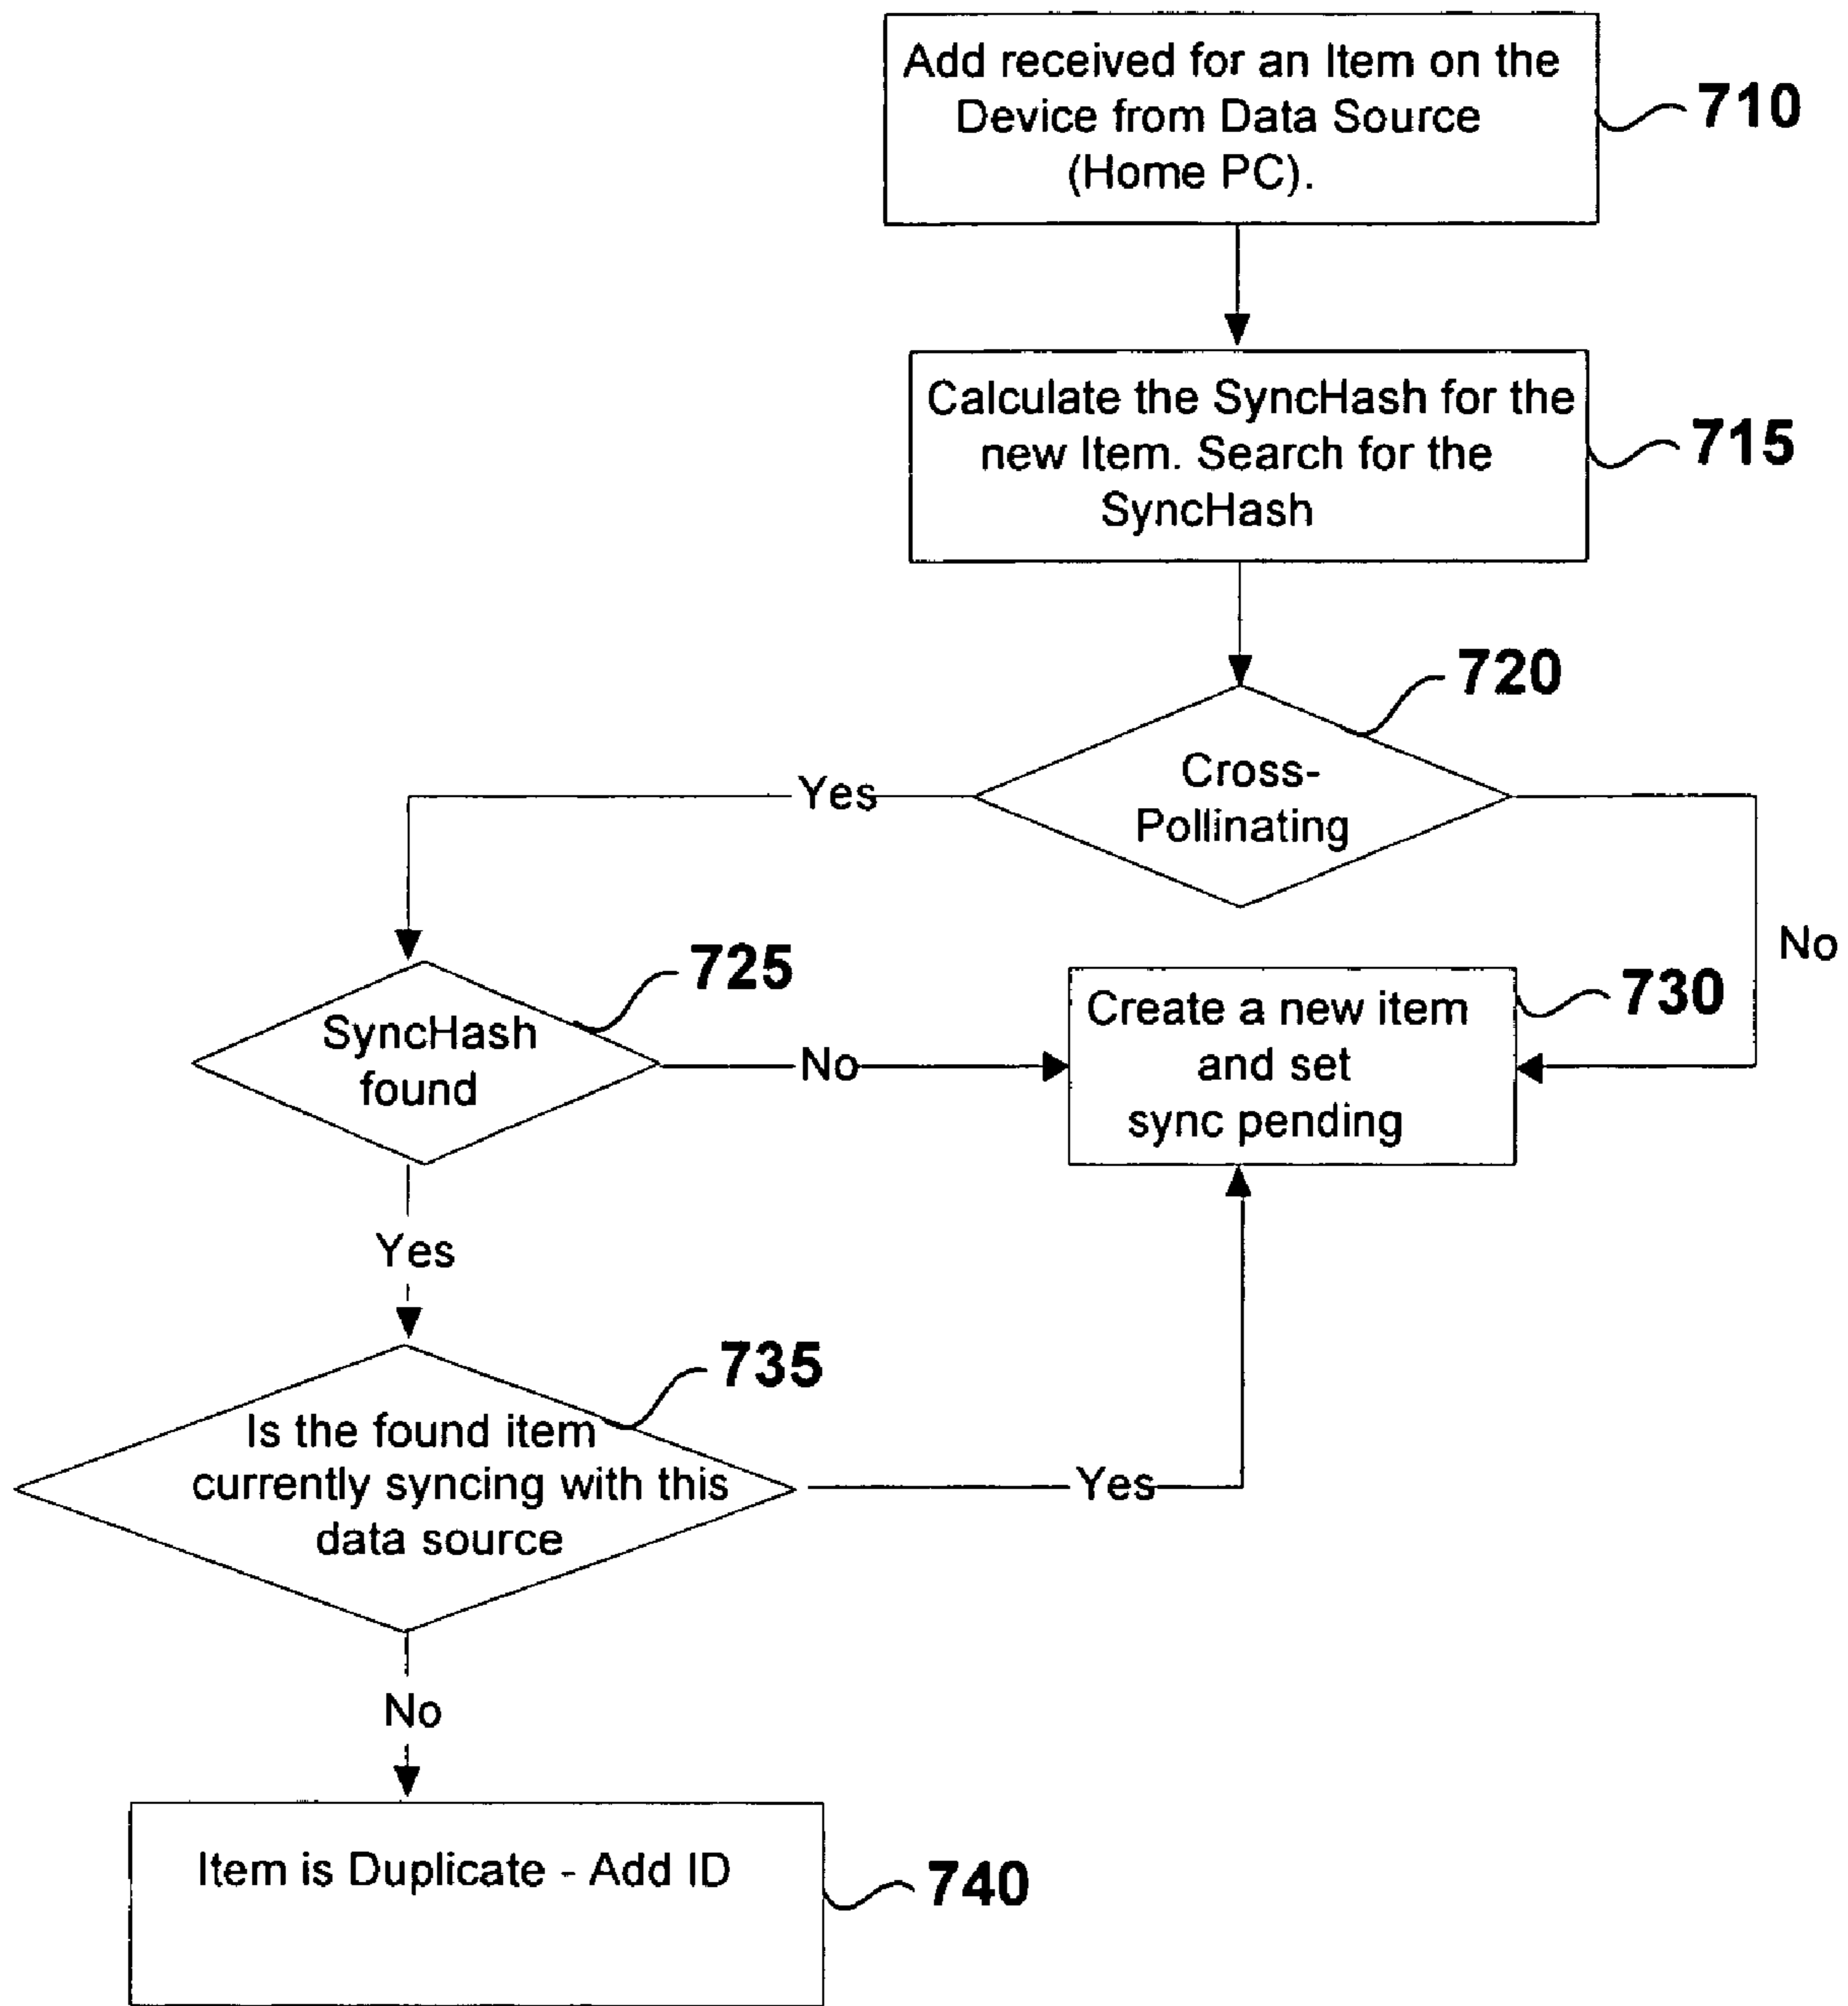 Add received for an Item on the
Device from Data Source
(Home PC).
710
Calculate the SyncHash for the
new Item. Search for the
SyncHash
715
720
Cross-
Pollinating
Yes
No
725
SyncHash
found
No
730
Create a new item
and set
sync pending
Yes
735
Is the found item
currently syncing with this
data source
Yes
No
Item is Duplicate - Add ID
740